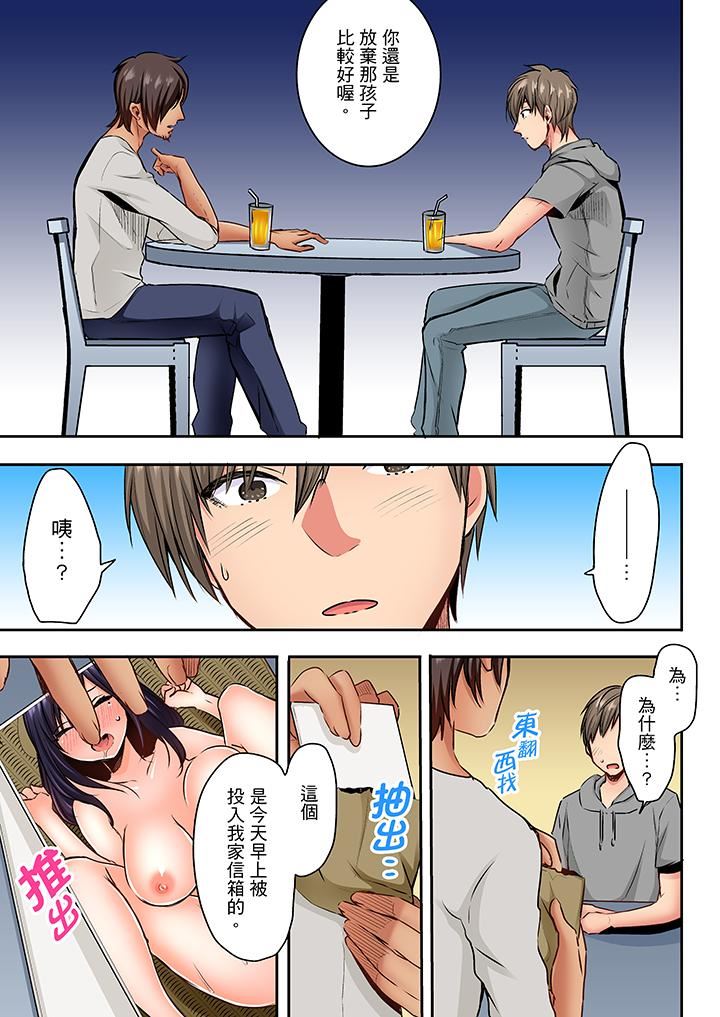 你還是
放棄那孩子
比較好喔。
———…
咦…？
為…
為什麼…？
東翻
西找
抽出…
這個
是今天早上被
投入我家信箱的。
推出